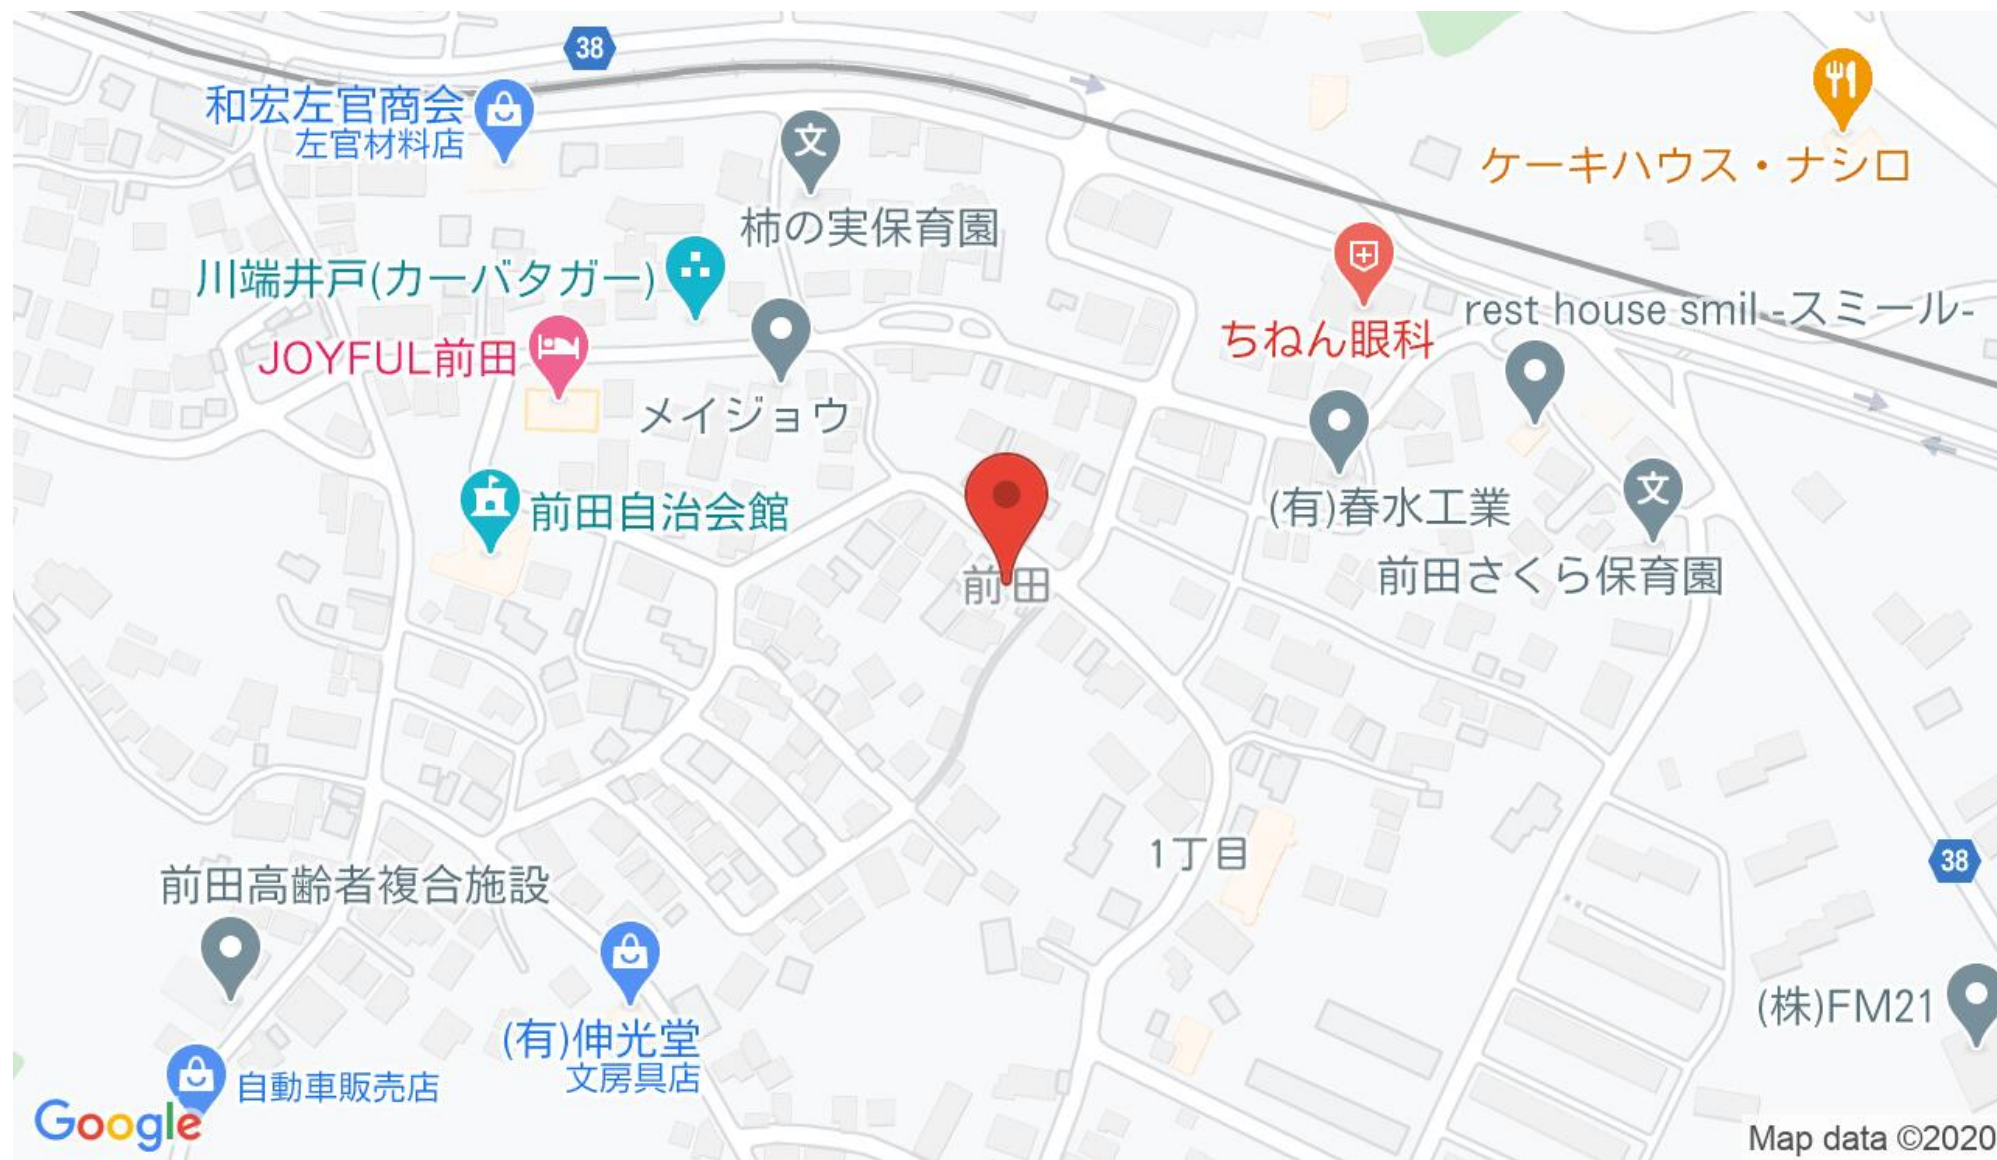 38
和宏左官商会
左官材料店
文
柿の実保育園
ケーキハウス・ナシロ
川端井戸(カーバタガー)
JOYFUL前田
メイジョウ
ちねん眼科
rest house smil -スミール-
前田自治会館
(有)春水工業
文
前田さくら保育園
前田
1丁目
38
前田高齢者複合施設
(有)伸光堂
文房具店
(株)FM21
自動車販売店
Google
Map data ©2020